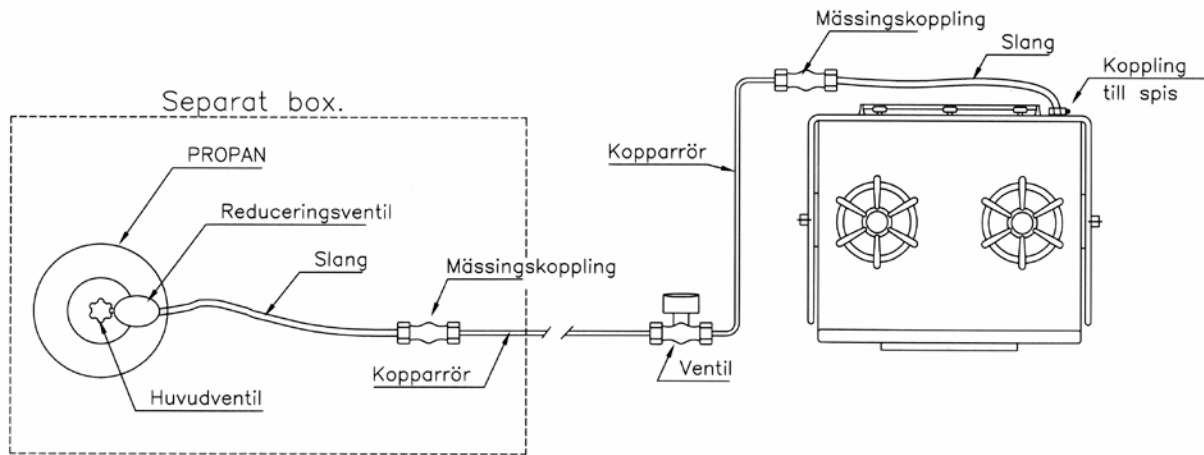 Mässingskoppling
Slang
Koppling
till spis
Separat box.
PROPAN
Kopparrör
Reduceringsventil
Slang
Mässingskoppling
Kopparrör
Ventil
Huvudventil